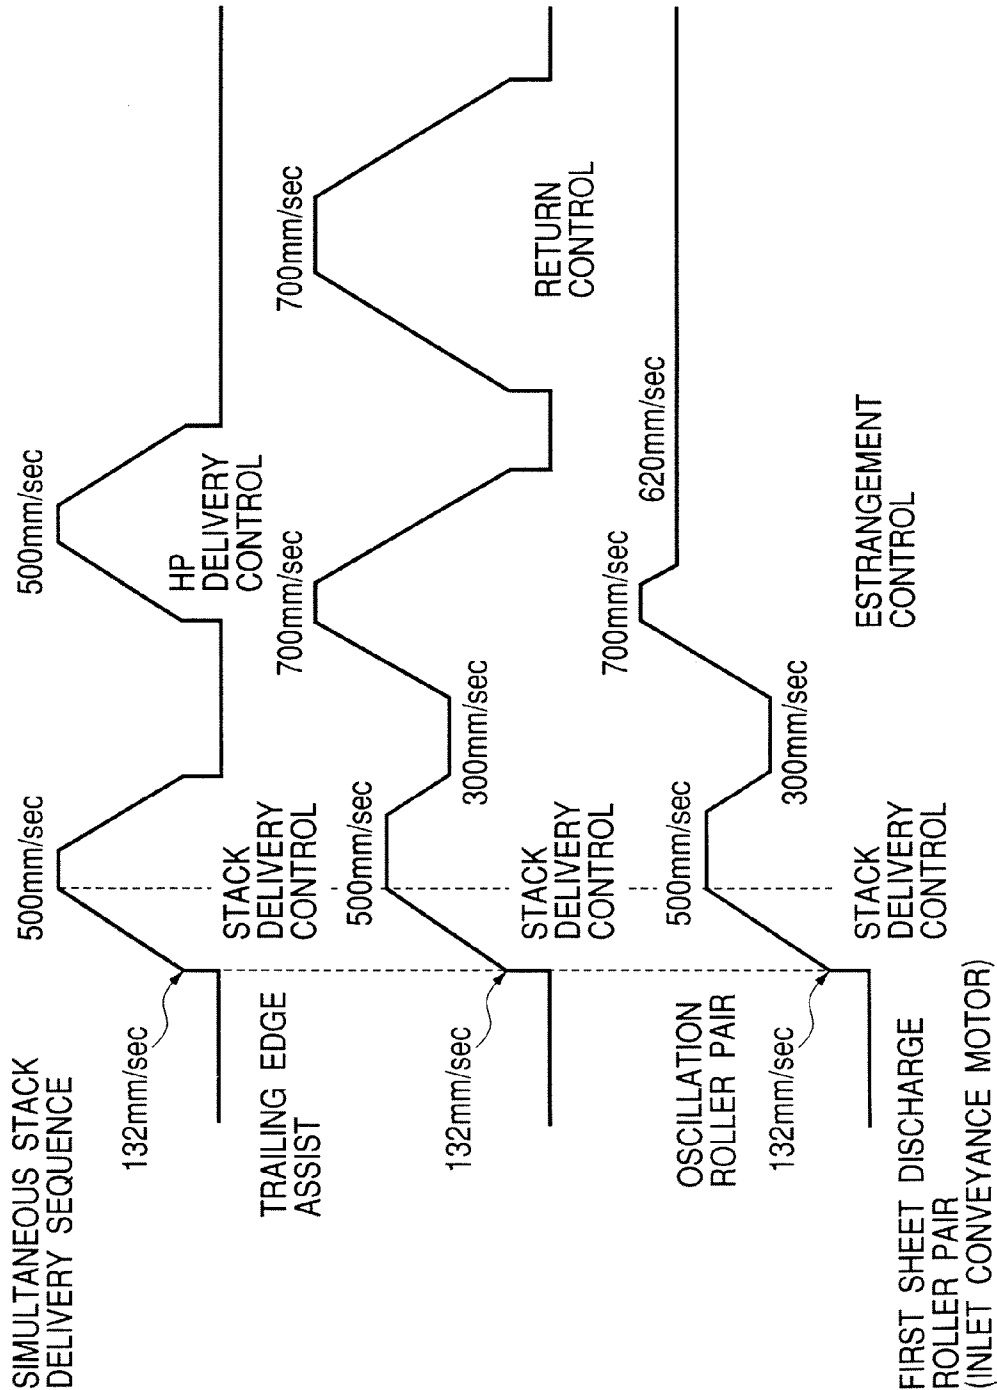 SIMULTANEOUS STACK
DELIVERY SEQUENCE
132mm/sec
500mm/sec
500mm/sec
TRAILING EDGE
ASSIST
STACK
DELIVERY
CONTROL
HP
DELIVERY
CONTROL
132mm/sec
500mm/sec
300mm/sec
700mm/sec
700mm/sec
OSCILLATION
ROLLER PAIR
STACK
DELIVERY
CONTROL
RETURN
CONTROL
132mm/sec
500mm/sec
300mm/sec
700mm/sec
620mm/sec
FIRST SHEET DISCHARGE
ROLLER PAIR
(INLET CONVEYANCE MOTOR)
STACK
DELIVERY
CONTROL
ESTRANGEMENT
CONTROL